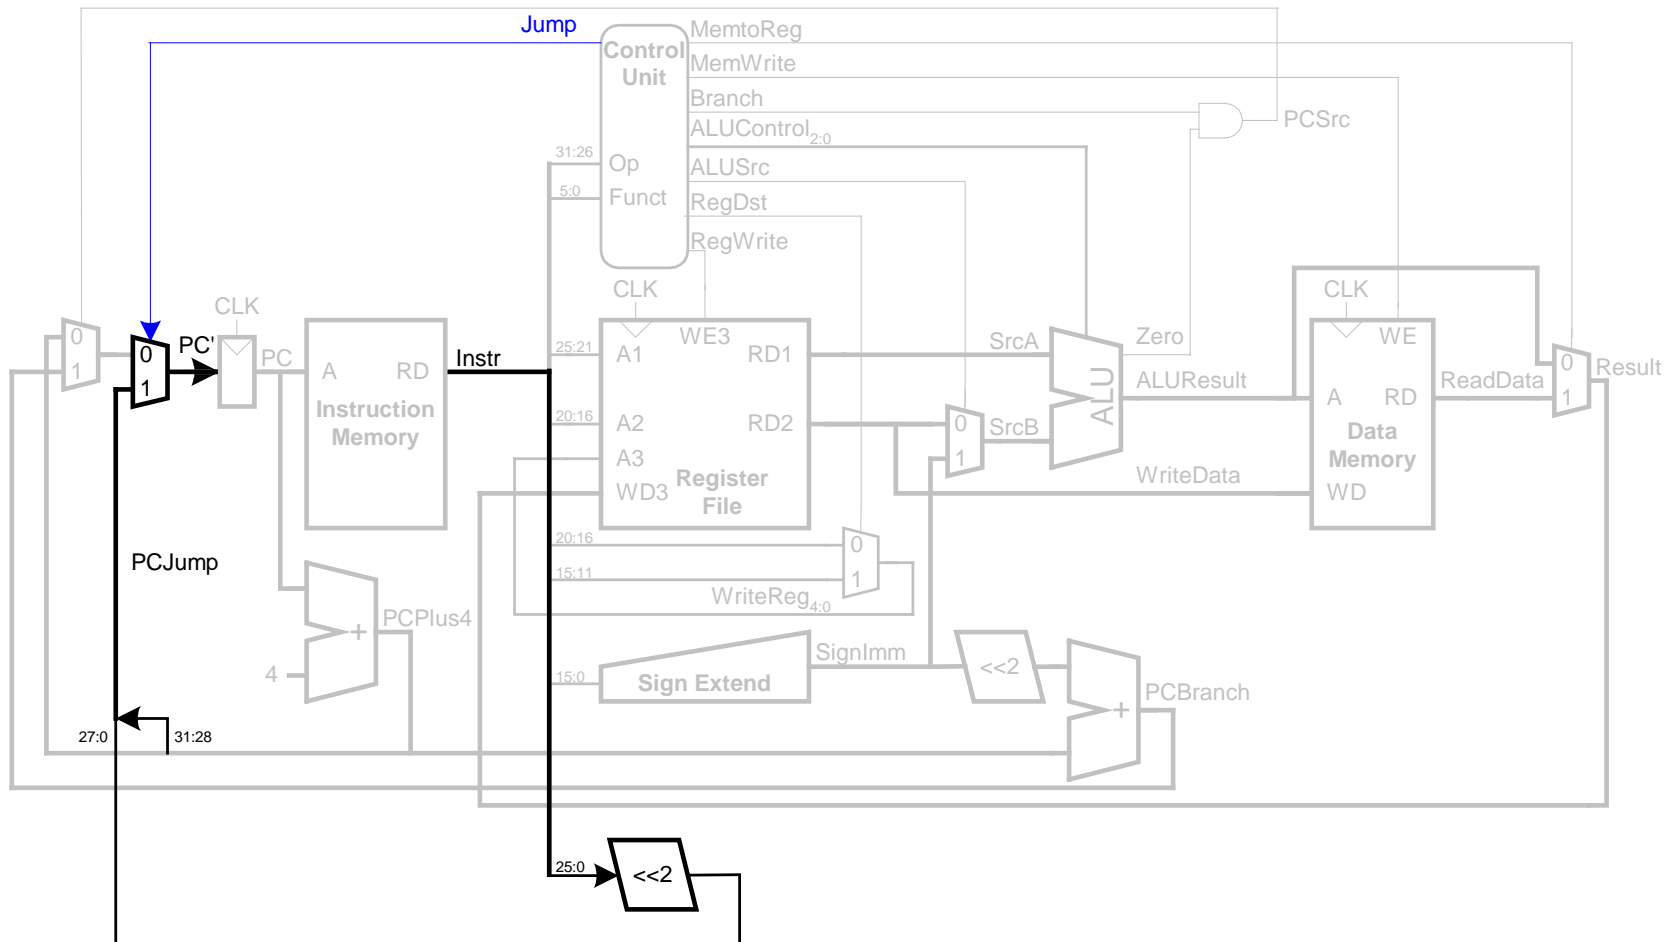 Jump
MemtoReg
Control
Unit
MemWrite
Branch
PCSrc
ALUControl2:0
31:26
Op
ALUSrc
5:0
Funct
RegDst
RegWrite
CLK
CLK
CLK
0
1
0
1
PC'
PC
A
RD
Instruction
Memory
Instr
25:21
A1
WE3
RD1
SrcA
Zero
ALU
ALUResult
WE
A
RD
ReadData
0
1
Result
20:16
A2
RD2
0
1
SrcB
Data
Memory
A3
Register
File
WD3
WriteData
WD
20:16
0
15:11
1
WriteReg4:0
PCJump
+
PCPlus4
4
SignImm
15:0
Sign Extend
<<2
PCBranch
+
27:0
31:28
25:0
<<2